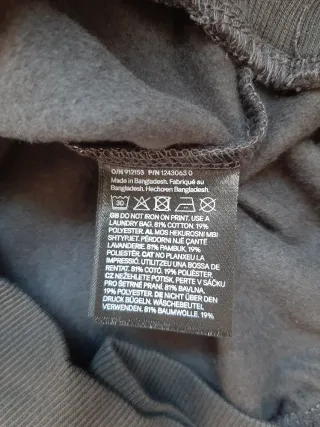 O/N 912153 P/N 1243063 0
Made in Bangladesh. Fabriqué au
Bangladesh. Hecho en Bangladesh.
30
GB DO NOT IRON ON PRINT. USE A
LAUNDRY BAG. 81% COTTON. 19%
POLYESTER. AL MOS HEKUROSNI MBI
SHTYPJET. PËRDORNI NJË ÇANTË
LAVANDERIE. 81% PAMBUK. 19%
POLIESTËR. CAT NO PLANXEU LA
IMPRESSIÓ. UTILITZEU UNA BOSSA DE
RENTAT. 81% COTÓ. 19% POLIÈSTER.
CZ NEŽEHLETE POTISK. PERTE V SÁČKU
PRO ŠETRNÉ PRANÍ. 81% BAVLNA.
19% POLYESTER. DE NICHT ÜBER DEN
DRUCK BÜGELN. WÄSCHEBEUTEL
VERWENDEN. 81% BAUMWOLLE. 19%